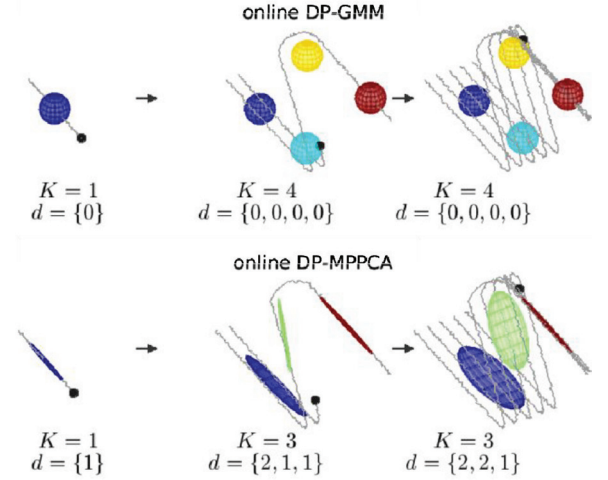 online DP-GMM
K = 1
d = {0}
K = 4
d = {0, 0, 0, 0}
K = 4
d = {0, 0, 0, 0}
online DP-MPPCA
K = 1
d = {1}
K = 3
d = {2, 1, 1}
K = 3
d = {2, 2, 1}